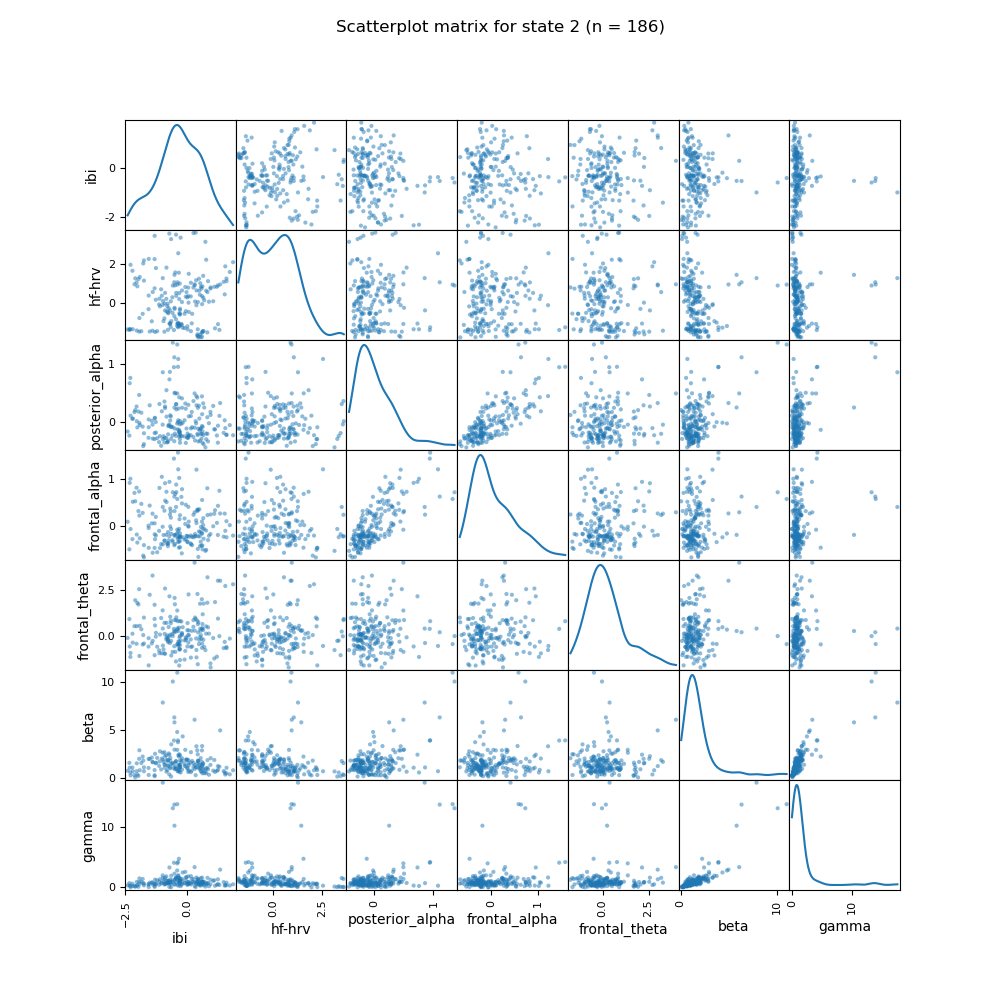 Scatterplot matrix for state 2 (n = 186)
ibi
0
-2
hf-hrv
2
0
posterior_alpha
1
0
frontal_alpha
1
0
frontal_theta
2.5
0.0
beta
10
5
0
gamma
10
0
−2.5
0.0
0.0
2.5
0
1
0
1
0.0
2.5
0
10
0
10
ibi
hf-hrv
posterior_alpha
frontal_alpha
frontal_theta
beta
gamma